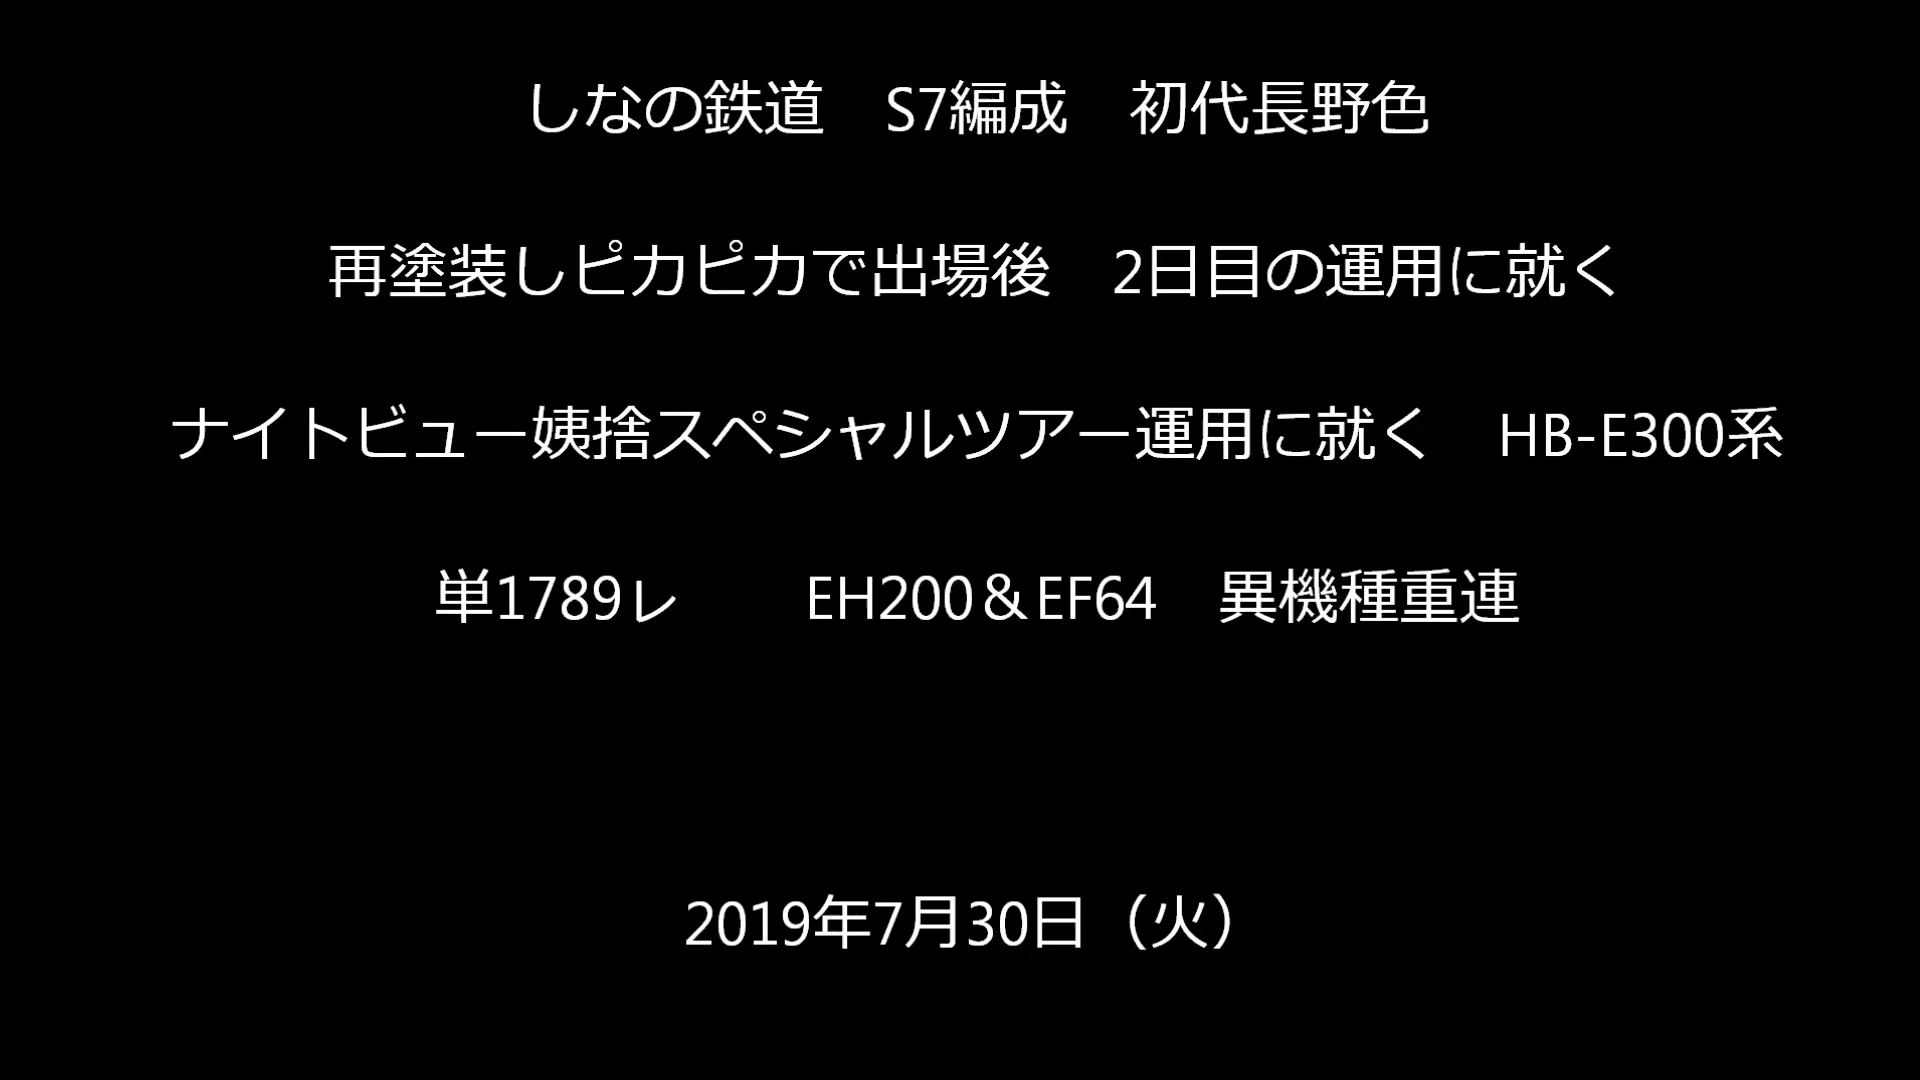 しなの鉄道　S7編成　初代長野色
再塗装しピカピカで出場後　2日目の運用に就く
ナイトビュー姨捨スペシャルツアー運用に就く　HB-E300系
単1789レ　　EH200＆EF64　異機種重連
2019年7月30日（火）